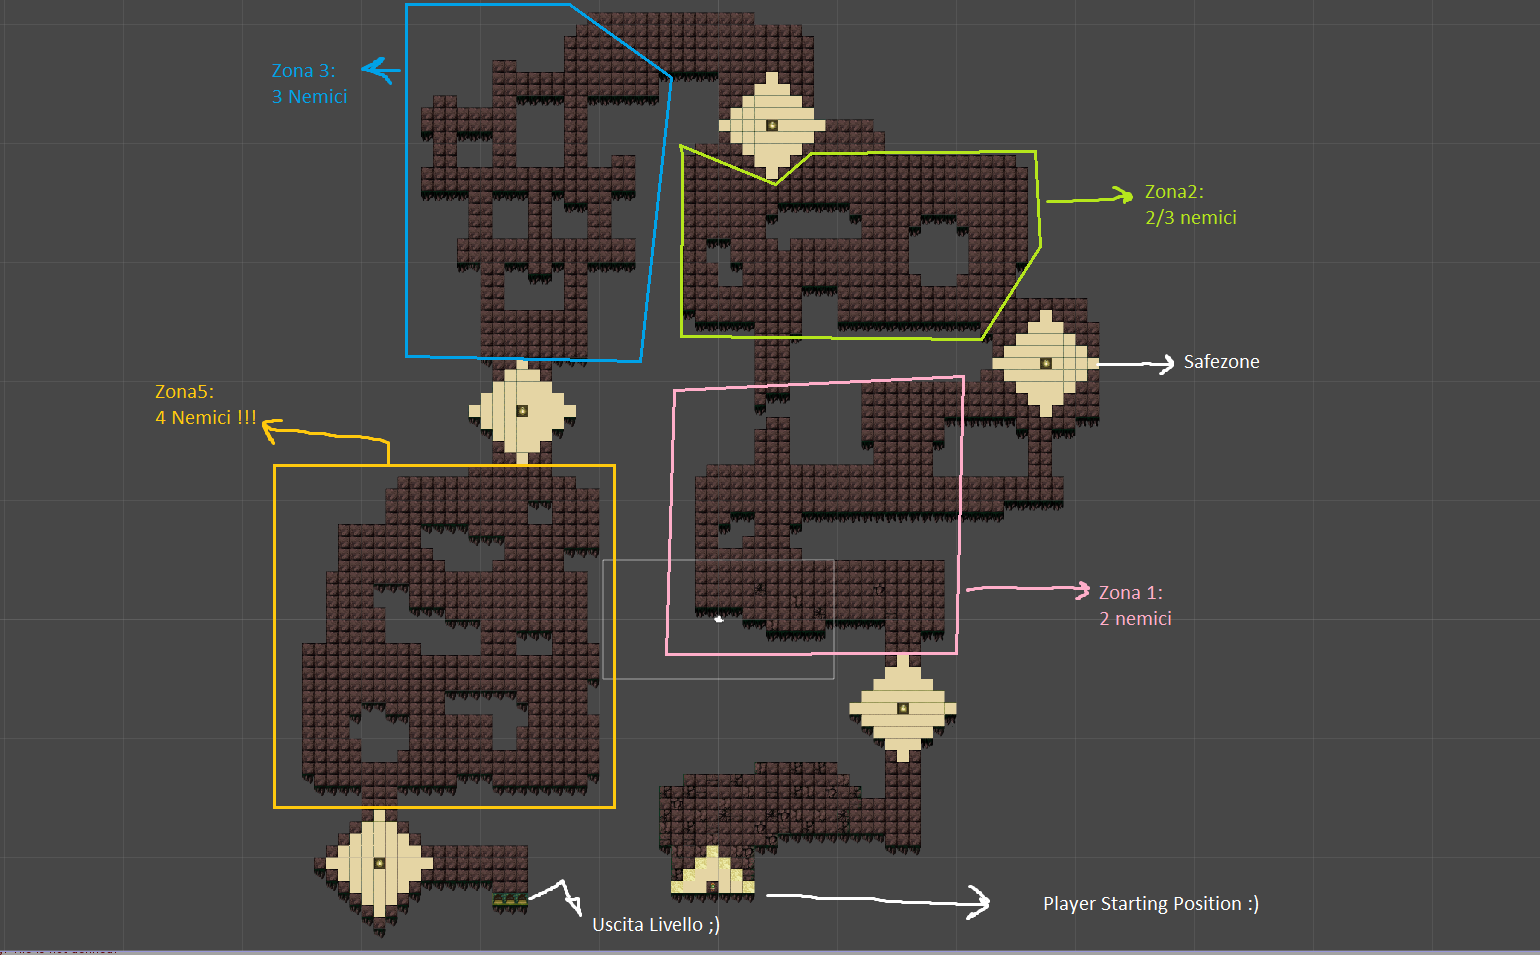 Zona 3:
3 Nemici
Zona2:
2/3 nemici
Safezone
Zona5:
4 Nemici !!!
Zona 1:
2 nemici
Player Starting Position :)
Uscita Livello ;)